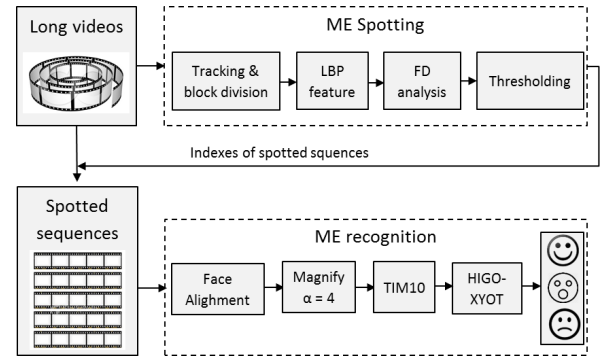 Long videos
ME Spotting
Tracking &
block division
LBP
feature
FD
analysis
Thresholding
Indexes of spotted squences
Spotted
sequences
ME recognition
Face
Alighment
Magnify
α = 4
TIM10
HIGO-
XYOT